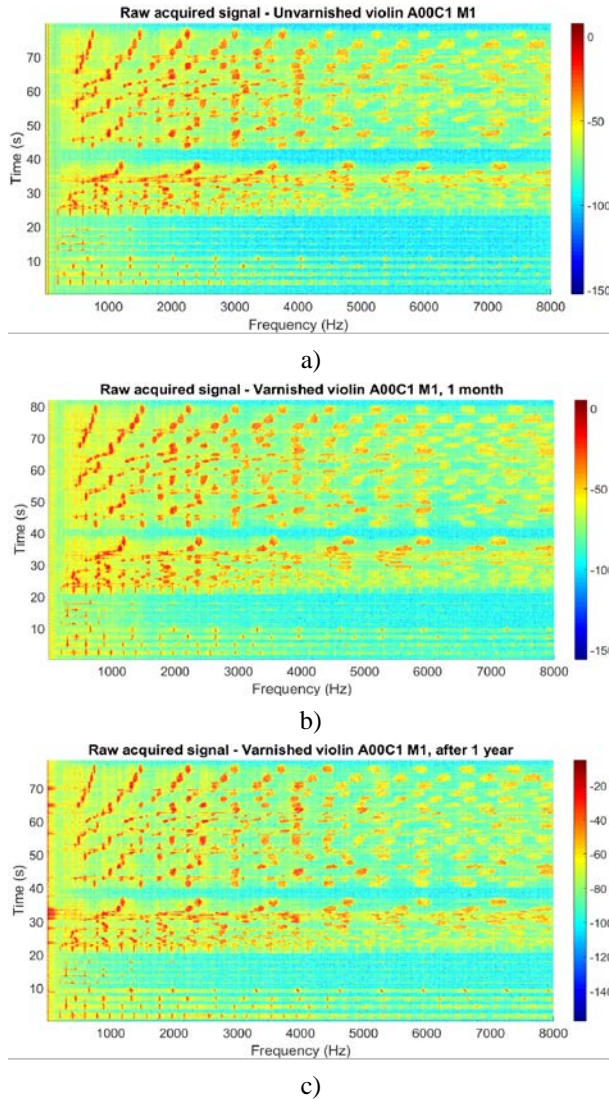 Raw acquired signal - Unvarnished violin A00C1 M1
0
70
60
-50
50
40
30
-100
20
10
-150
1000 2000 3000 4000 5000 6000 7000 8000
Time (s)
Frequency (Hz)
a)
Raw acquired signal - Varnished violin A00C1 M1, 1 month
80
0
70
60
-50
50
40
30
-100
20
10
-150
1000 2000 3000 4000 5000 6000 7000 8000
Time (s)
Frequency (Hz)
b)
Raw acquired signal - Varnished violin A00C1 M1, after 1 year
70
-20
60
-40
50
-60
40
-80
30
-100
20
-120
10
-140
1000 2000 3000 4000 5000 6000 7000 8000
Time (s)
Frequency (Hz)
c)